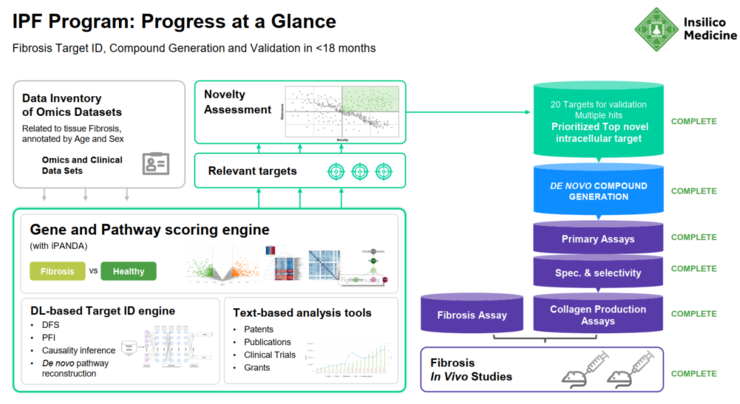 IPF Program: Progress at a Glance
Fibrosis Target ID, Compound Generation and Validation in <18 months
Insilico
Medicine
Data Inventory
of Omics Datasets
Related to tissue Fibrosis,
annotated by Age and Sex
Omics and Clinical
Data Sets
Novelty
Assessment
Relevance
Novelty
Relevant targets
Gene and Pathway scoring engine
(with iPANDA)
Fibrosis
vs
Healthy
DL-based Target ID engine
• DFS
• PFI
• Causality inference
• De novo pathway
reconstruction
Text-based analysis tools
• Patents
• Publications
• Clinical Trials
• Grants
20 Targets for validation
Multiple hits
Prioritized Top novel
intracellular target
COMPLETE
DE NOVO COMPOUND
GENERATION
COMPLETE
Primary Assays
COMPLETE
Spec. & selectivity
COMPLETE
Fibrosis Assay
Collagen Production
Assays
COMPLETE
Fibrosis
In Vivo Studies
COMPLETE